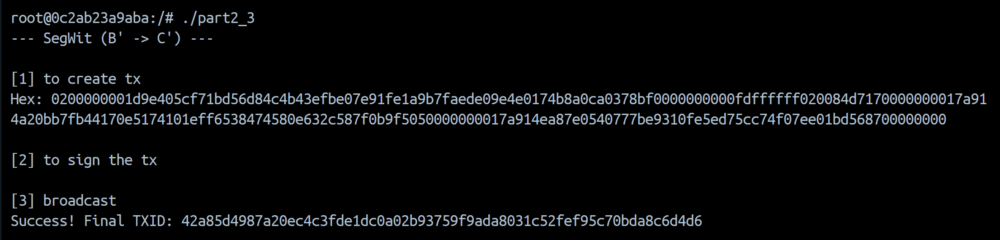 root@0c2ab23a9aba:/# ./part2_3
--- SegWit (B' -> C') ---
[1] to create tx
Hex: 0200000001d9e405cf71bd56d84c4b43efbe07e91fe1a9b7faede09e4e0174b8a0ca0378bf0000000000fdffffff020084d7170000000017a91
4a20bb7fb44170e5174101eff6538474580e632c587f0b9f5050000000017a914ea87e0540777be9310fe5ed75cc74f07ee01bd568700000000
[2] to sign the tx
[3] broadcast
Success! Final TXID: 42a85d4987a20ec4c3fde1dc0a02b93759f9ada8031c52fef95c70bda8c6d4d6